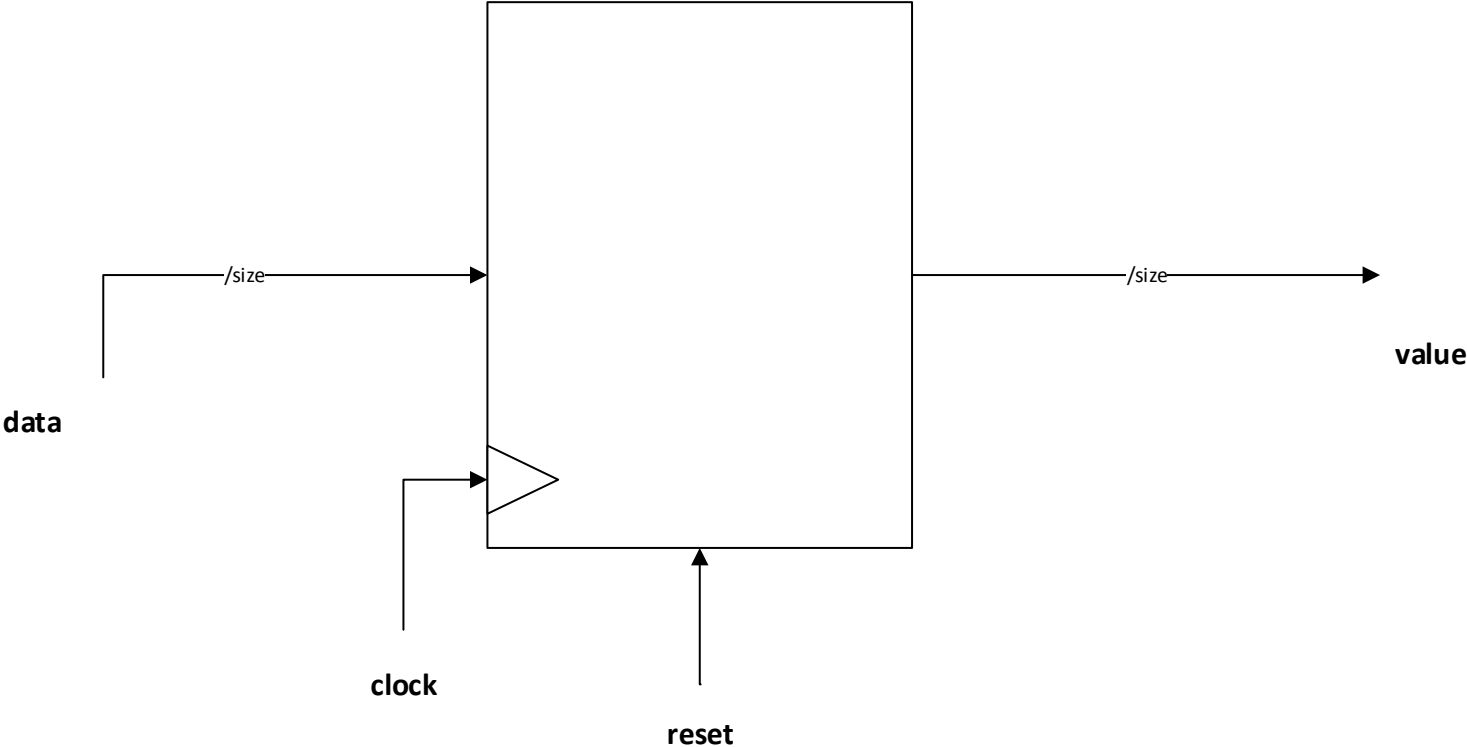 /size
/size
value
data
clock
reset